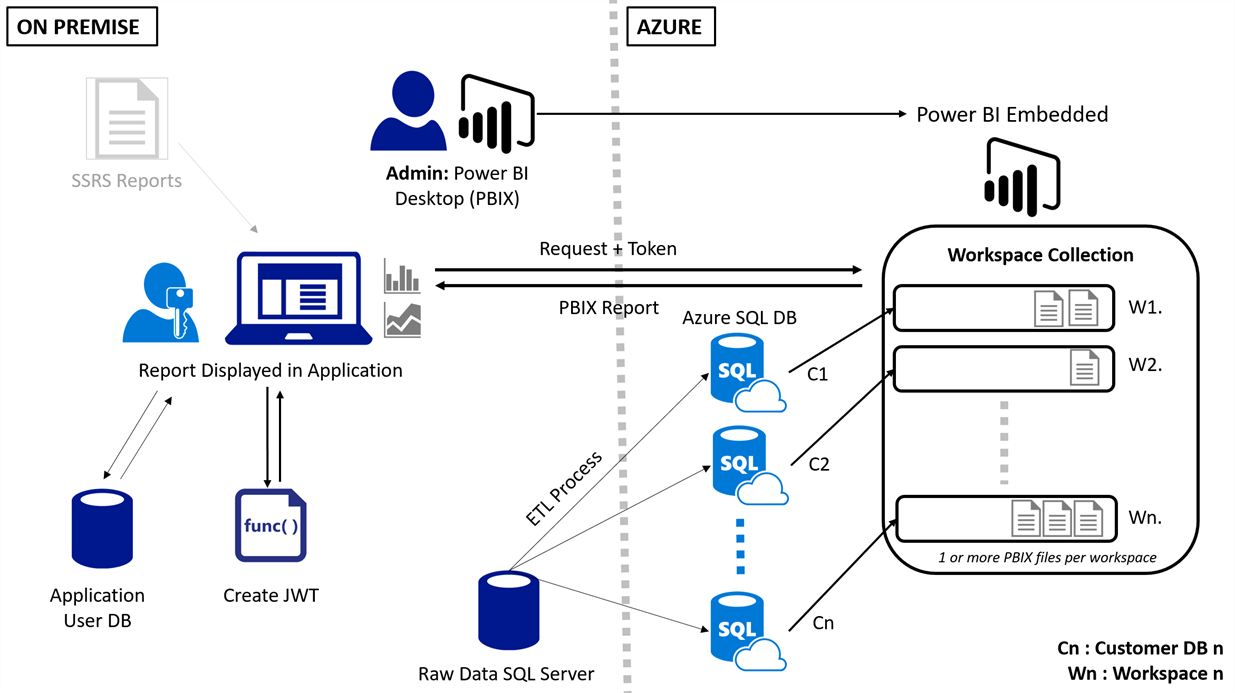 ON PREMISE
AZURE
SSRS Reports
Admin: Power BI
Desktop (PBIX)
Power BI Embedded
Request + Token
PBIX Report
Workspace Collection
W1.
W2.
Wn.
1 or more PBIX files per workspace
Report Displayed in Application
Azure SQL DB
SQL
C1
SQL
C2
SQL
Cn
ETL Process
func( )
Application
User DB
Create JWT
Raw Data SQL Server
Cn : Customer DB n
Wn : Workspace n